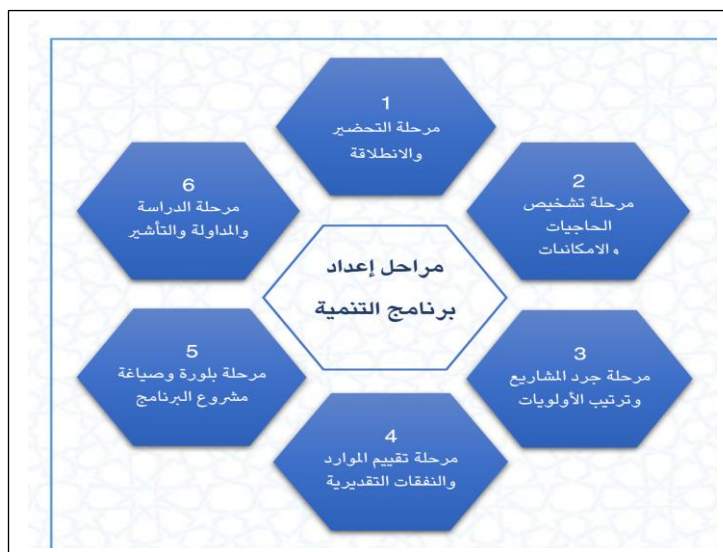 1
مرحلة التحضير
والانطلاقة
2
مرحلة تشخيص
الحاجيات
والامكانات
3
مرحلة جرد المشاريع
وترتيب الأولويات
4
مرحلة تقييم الموارد
والنفقات التقديرية
5
مرحلة بلورة وصياغة
مشروع البرنامج
6
مرحلة الدراسة
والمداولة والتأشير
مراحل إعداد
برنامج التنمية